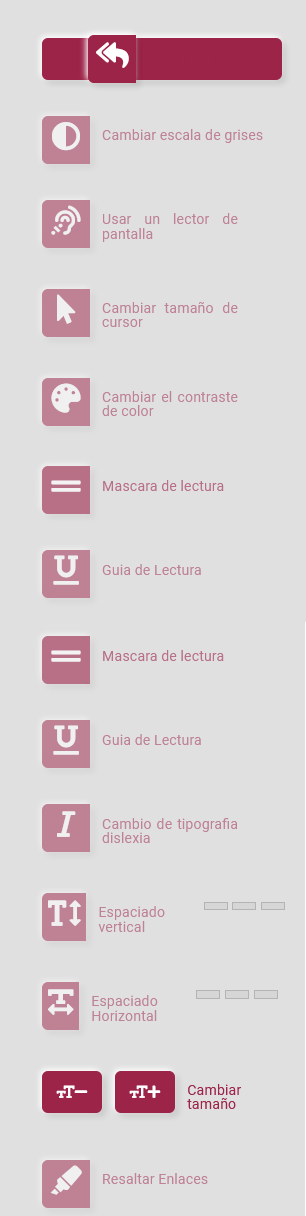 Cambiar escala de grises
Usar un lector de
pantalla
Cambiar tamaño de
cursor
Cambiar el contraste
de color
Mascara de lectura
Guia de Lectura
Mascara de lectura
Guia de Lectura
Cambio de tipografia
dislexia
Espaciado
vertical
Espaciado
Horizontal
Cambiar
tamaño
Resaltar Enlaces